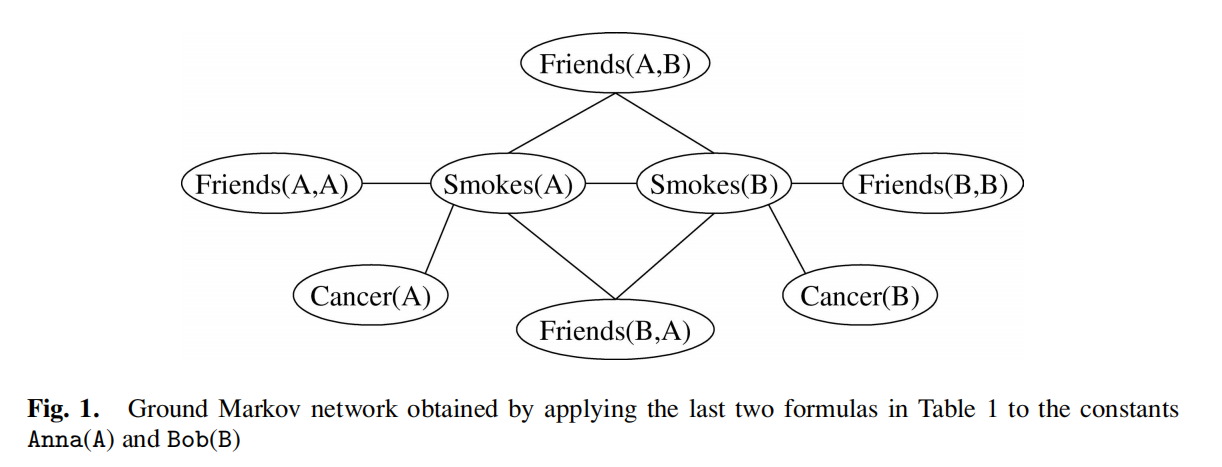 Friends(A,B)
Friends(A,A)
Smokes(A)
Smokes(B)
Friends(B,B)
Cancer(A)
Cancer(B)
Friends(B,A)
Fig. 1. Ground Markov network obtained by applying the last two formulas in Table 1 to the constants
Anna(A) and Bob(B)